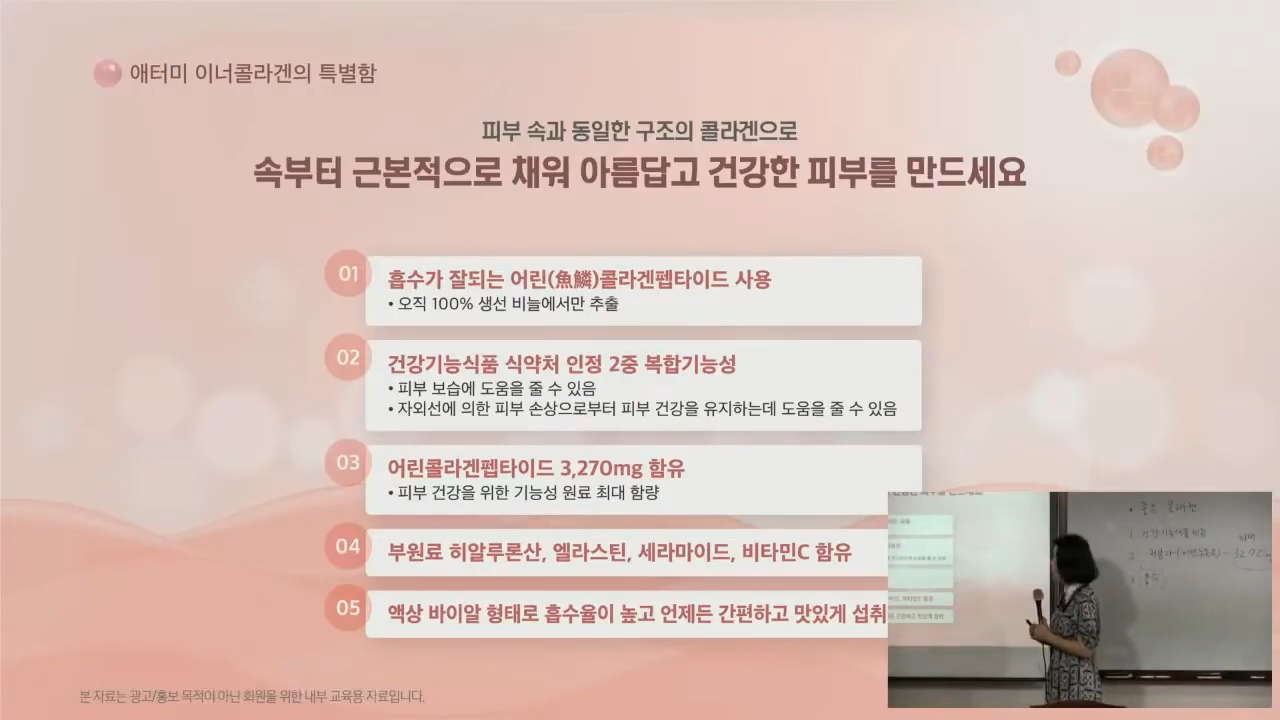 애터미 이너콜라겐의 특별함
피부 속과 동일한 구조의 콜라겐으로
속부터 근본적으로 채워 아름답고 건강한 피부를 만드세요
01
흡수가 잘되는 어린(魚鱗)콜라겐펩타이드 사용
• 오직 100% 생선 비늘에서만 추출
02
건강기능식품 식약처 인정 2중 복합기능성
• 피부 보습에 도움을 줄 수 있음
• 자외선에 의한 피부 손상으로부터 피부 건강을 유지하는데 도움을 줄 수 있음
03
어린콜라겐펩타이드 3,270mg 함유
• 피부 건강을 위한 기능성 원료 최대 함량
04
부원료 히알루론산, 엘라스틴, 세라마이드, 비타민C 함유
05
액상 바이알 형태로 흡수율이 높고 언제든 간편하고 맛있게 섭취
본 자료는 광고/홍보 목적이 아닌 회원을 위한 내부 교육용 자료입니다.